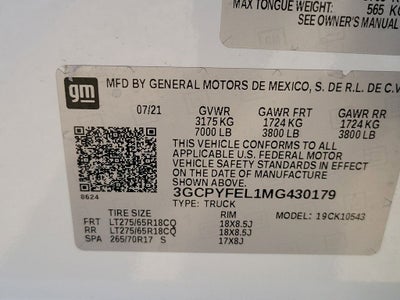 MAX TONGUE WEIGHT:
565 KG
SEE OWNER'S MANUAL
gm
MFD BY GENERAL MOTORS DE MEXICO, S. DE R.L. DE C.V
07/21 GVWR GAWR FRT GAWR RR
3175 KG 1724 KG 1724 KG
7000 LB 3800 LB 3800 LB
THIS VEHICLE CONFORMS TO ALL
APPLICABLE U.S. FEDERAL MOTOR
VEHICLE SAFETY STANDARDS IN EFFECT
ON THE DATE OF MANUFACTURE SHOWN ABOVE.
3GCPYFEL1MG430179
8624
TYPE: TRUCK MODEL: 19CK10543
TIRE SIZE RIM
FRT LT275/65R18CQ 18X8.5J
RR LT275/65R18CQ 18X8.5J
SPA 265/70R17 S 17X8J